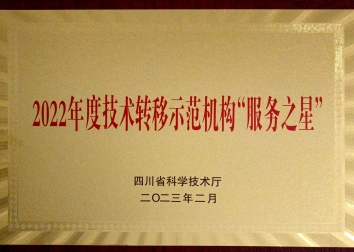 2022年度技术转移示范机构“服务之星”
四川省科学技术厅
二〇二三年二月